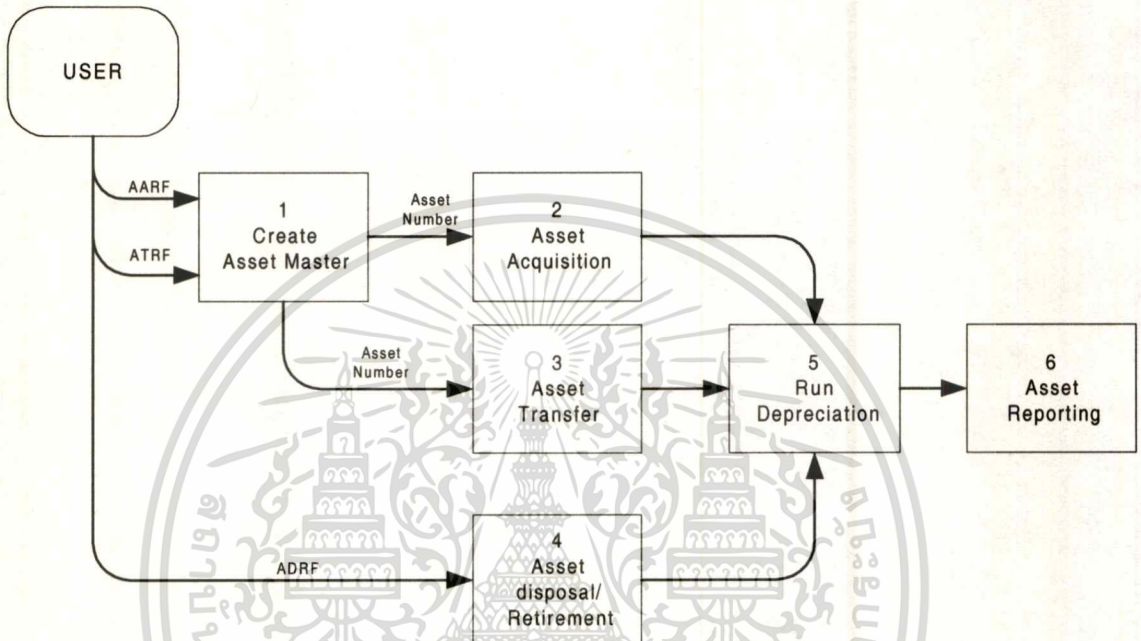 USER
AARF
ATRF
1
Create
Asset Master
Asset
Number
2
Asset
Acquisition
Asset
Number
3
Asset
Transfer
5
Run
Depreciation
6
Asset
Reporting
ADRF
4
Asset
disposal/
Retirement